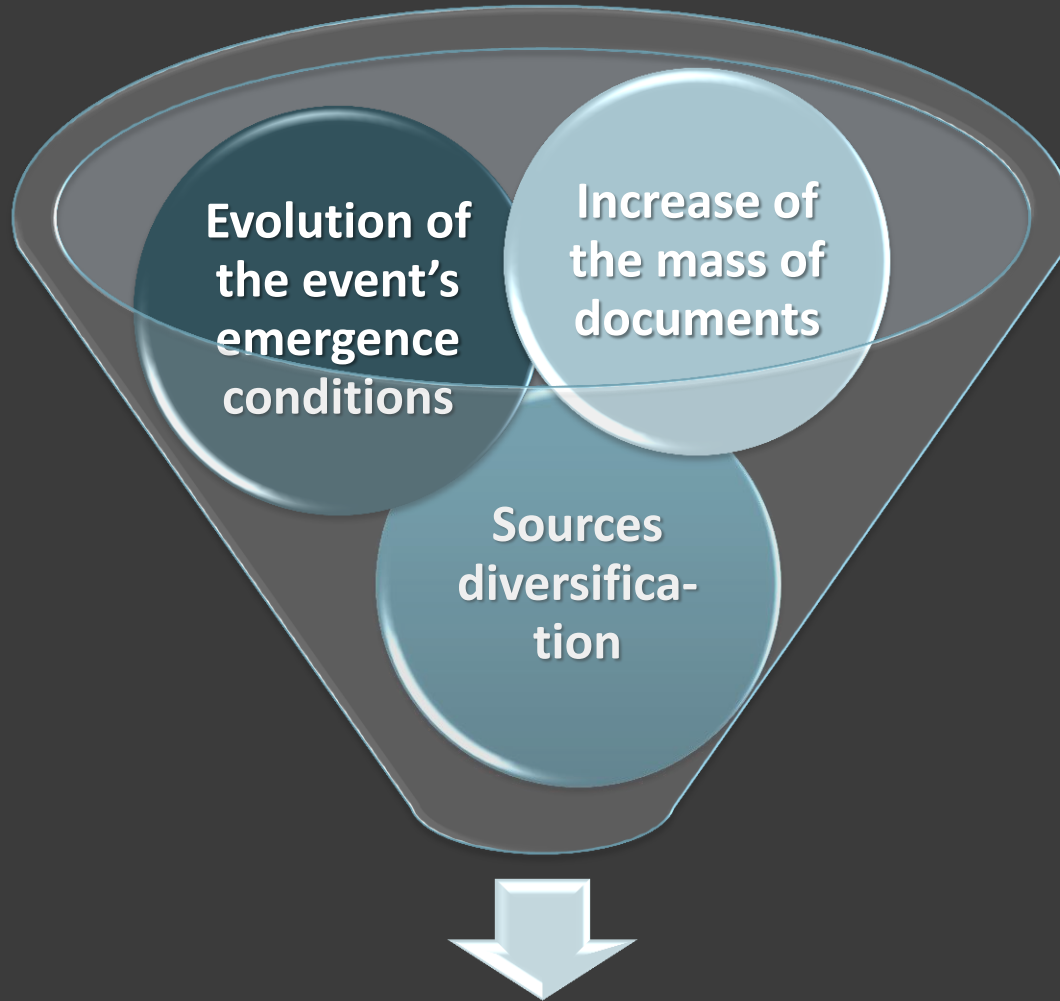 Evolution of
the event’s
emergence
conditions
Increase of
the mass of
documents
Sources
diversifica-
tion